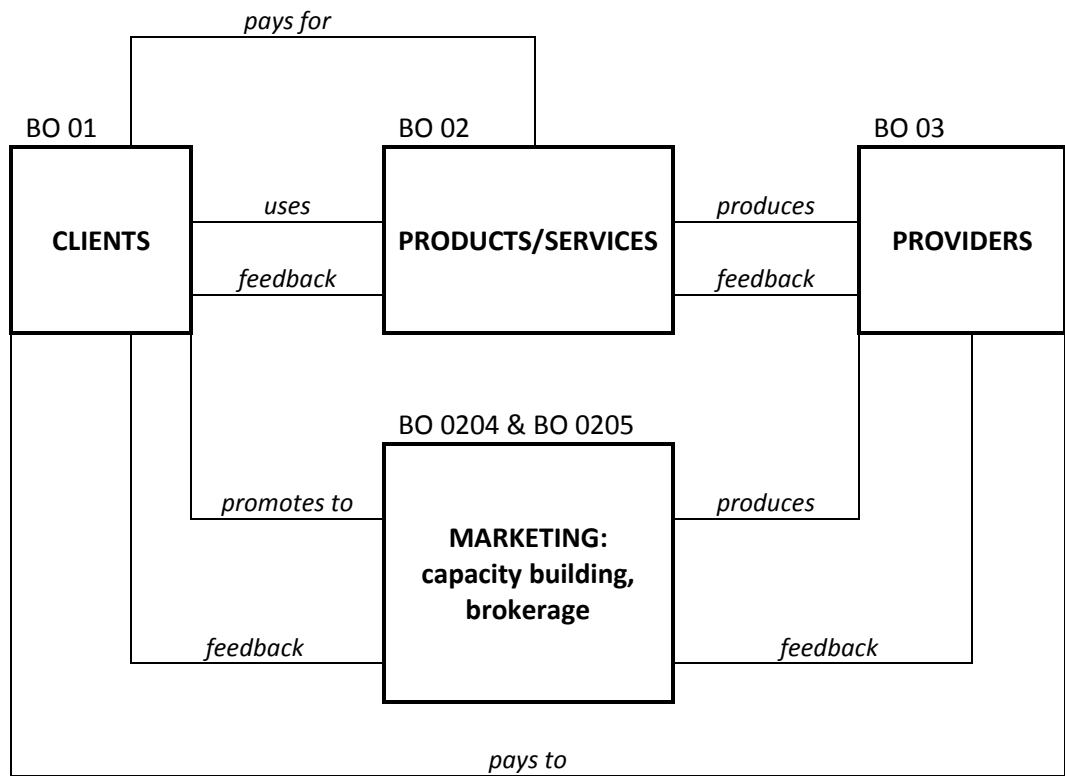 pays for
BO 01
BO 02
BO 03
uses
produces
CLIENTS
PRODUCTS/SERVICES
PROVIDERS
feedback
feedback
BO 0204 & BO 0205
promotes to
produces
MARKETING:
capacity building,
brokerage
feedback
feedback
pays to